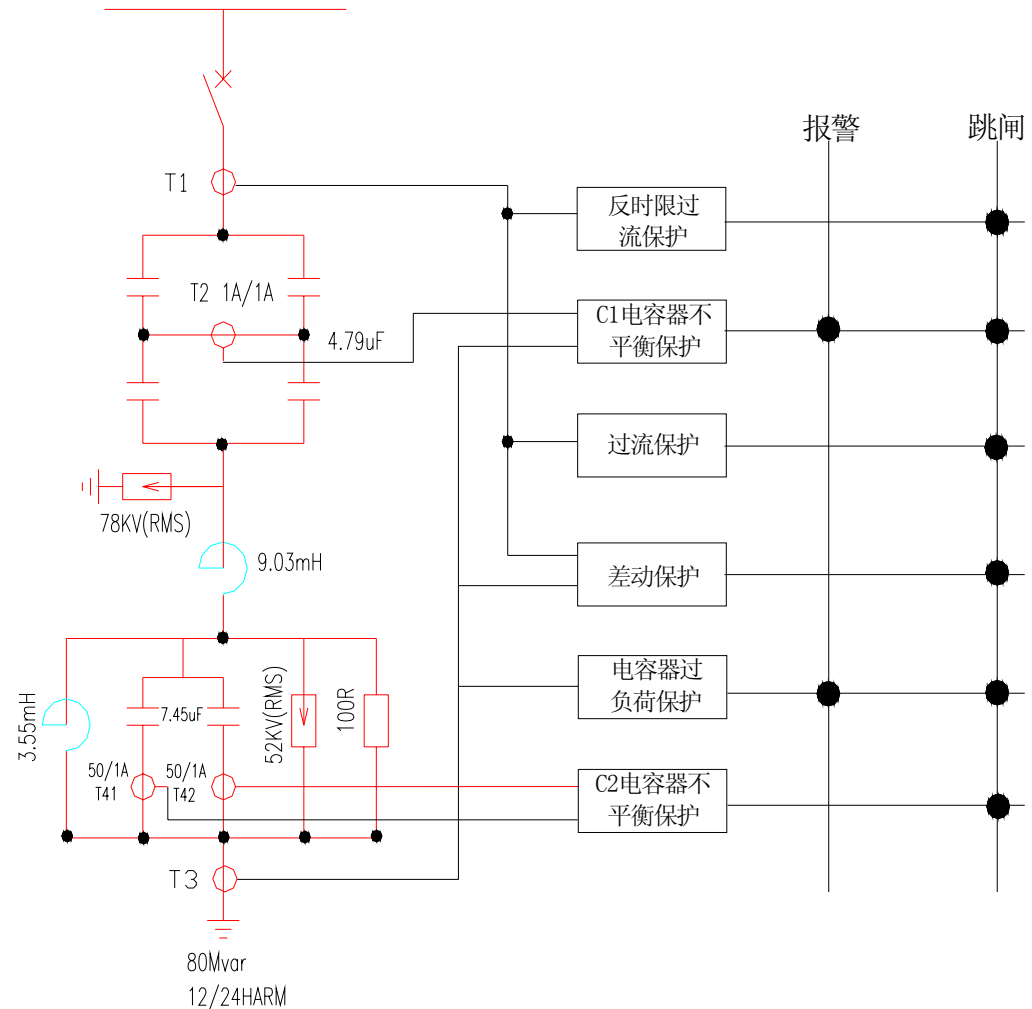 报警
跳闸
T1
反时限过
流保护
T2 1A/1A
4.79uF
C1电容器不
平衡保护
过流保护
78KV(RMS)
9.03mH
差动保护
3.55mH
7.45uF
52KV(RMS)
100R
电容器过
负荷保护
50/1A
T41
50/1A
T42
C2电容器不
平衡保护
T3
80Mvar
12/24HARM